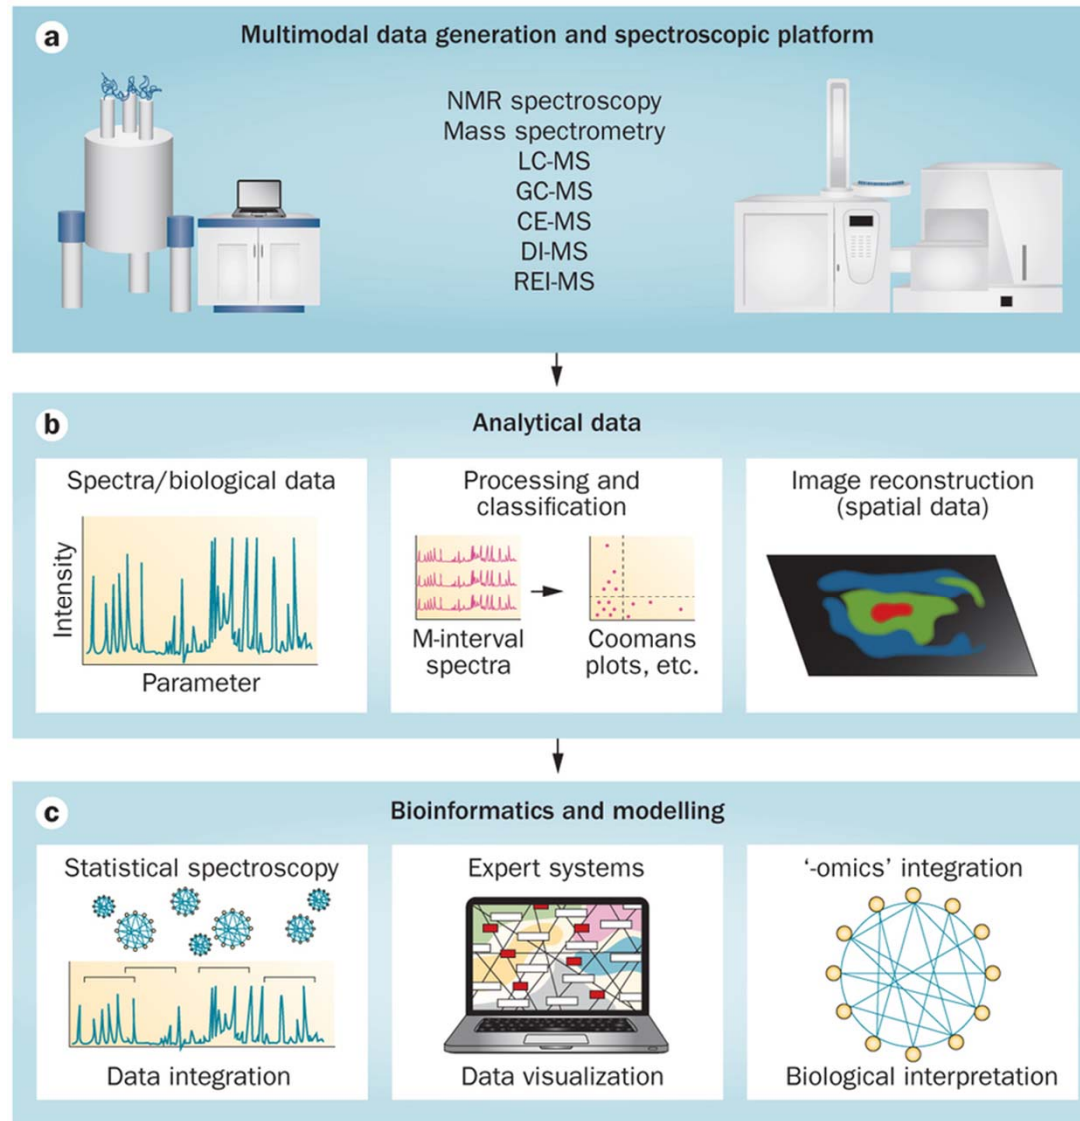 a
Multimodal data generation and spectroscopic platform
NMR spectroscopy
Mass spectrometry
LC-MS
GC-MS
CE-MS
DI-MS
REI-MS
b
Analytical data
Spectra/biological data
Intensity
Parameter
Processing and
classification
M-interval
spectra
Coomans
plots, etc.
Image reconstruction
(spatial data)
c
Bioinformatics and modelling
Statistical spectroscopy
Data integration
Expert systems
Data visualization
‘-omics’ integration
Biological interpretation